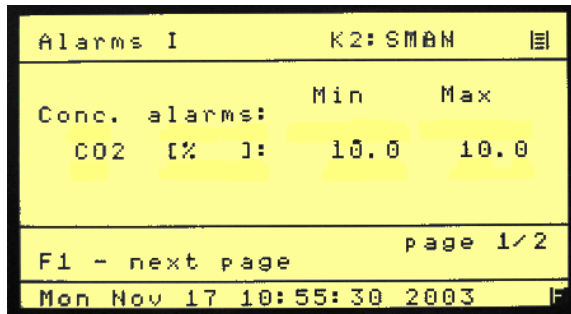 Alarms I K2:SMAN
Min Max
Conc. alarms:
CO2 [% ]: 10.0 10.0
page 1/2
F1 - next page
Mon Nov 17 10:55:30 2003